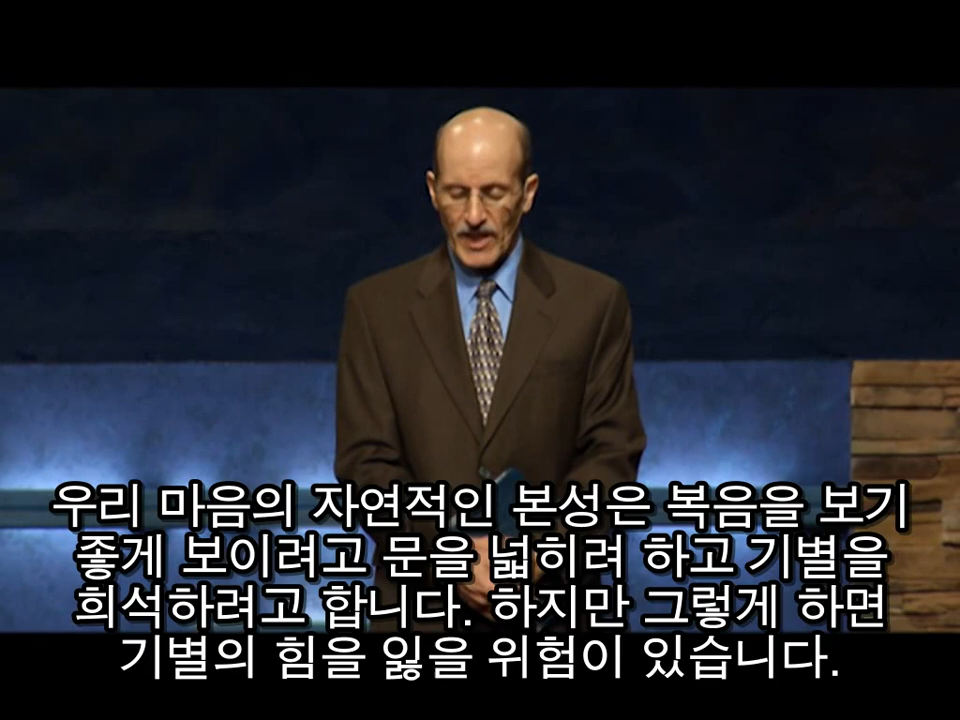 우리 마음의 자연적인 본성은 복음을 보기
좋게 보이려고 문을 넓히려 하고 기별을
희석하려고 합니다. 하지만 그렇게 하면
기별의 힘을 잃을 위험이 있습니다.